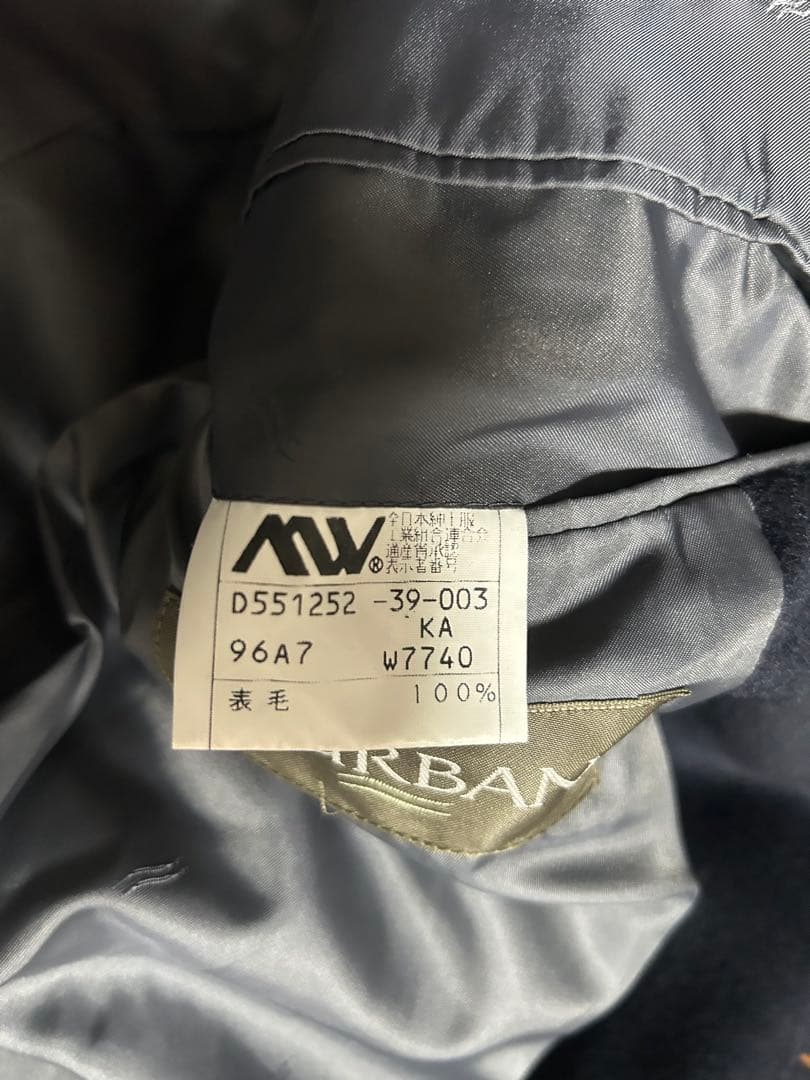 MW®
全日本紳士服
工業組合連合会
通産省承認
表示者番号
D551252 -39-003
KA
96A7 W7740
表 毛 100%
ARBAN